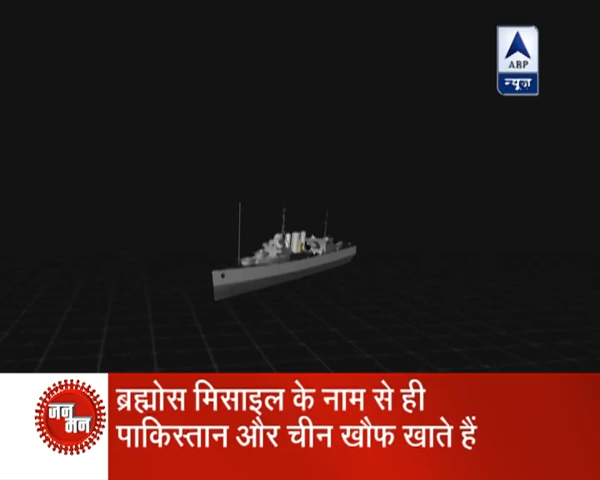 ABP
न्यूज़
जन
मन
ब्रह्मोस मिसाइल के नाम से ही
पाकिस्तान और चीन खौफ खाते हैं